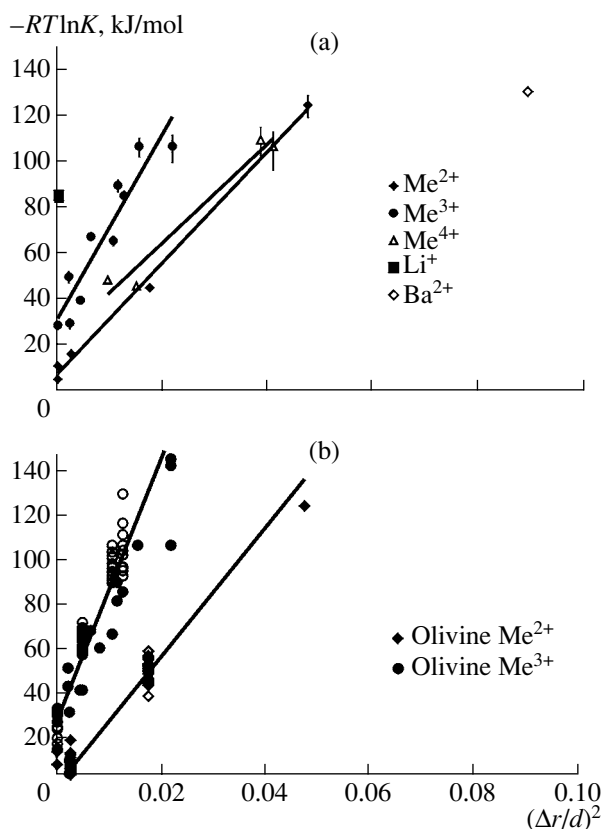 –RT lnK, kJ/mol
(a)
140
120
100
80
60
40
20
0
Me2+
Me3+
Me4+
Li+
Ba2+
(b)
140
120
100
80
60
40
20
Olivine Me2+
Olivine Me3+
0 0.02 0.04 0.06 0.08 0.10
(Δr/d)2